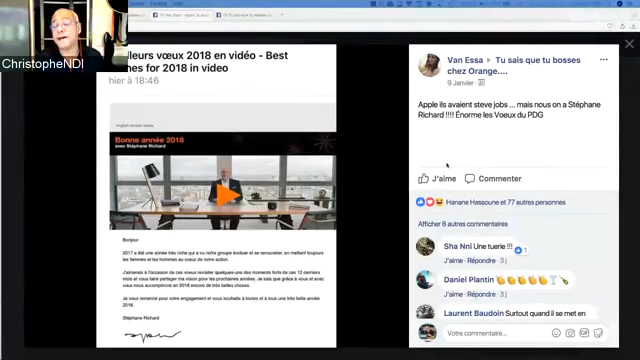 ChristopheNDI
lleurs vœux 2018 en vidéo - Best
es for 2018 in video
hier à 18:46
Bonne année 2018
avec Stéphane Richard
Bonjour
2017 a été une année très riche qui a vu notre groupe évoluer et se renouveler, en mettant toujours
les femmes et les hommes au coeur de notre action.
J'aimerais à l'occasion de ces voeux revisiter quelques-uns des moments forts de ces 12 derniers
mois et vous faire partager ma vision pour les prochaines années. Je sais que grâce à vous et avec
vous nous accomplirons en 2018 encore de très belles choses.
Je vous remercie pour votre engagement et vous souhaite à toutes et à tous une très belle année
2018.
Stéphane Richard
Van Essa ▶ Tu sais que tu bosses
chez Orange....
9 Janvier
Apple ils avaient steve jobs ... mais nous on a Stéphane
Richard !!!! Énorme les Voeux du PDG
J'aime Commenter
Hanane Hassoune et 77 autres personnes
Afficher 8 autres commentaires
Sha Nni Une tuerie !!! 1
J'aime · Répondre · 3 j
Daniel Plantin
J'aime · Répondre · 3 j
Laurent Baudoin Surtout quand il se met en
Votre commentaire...